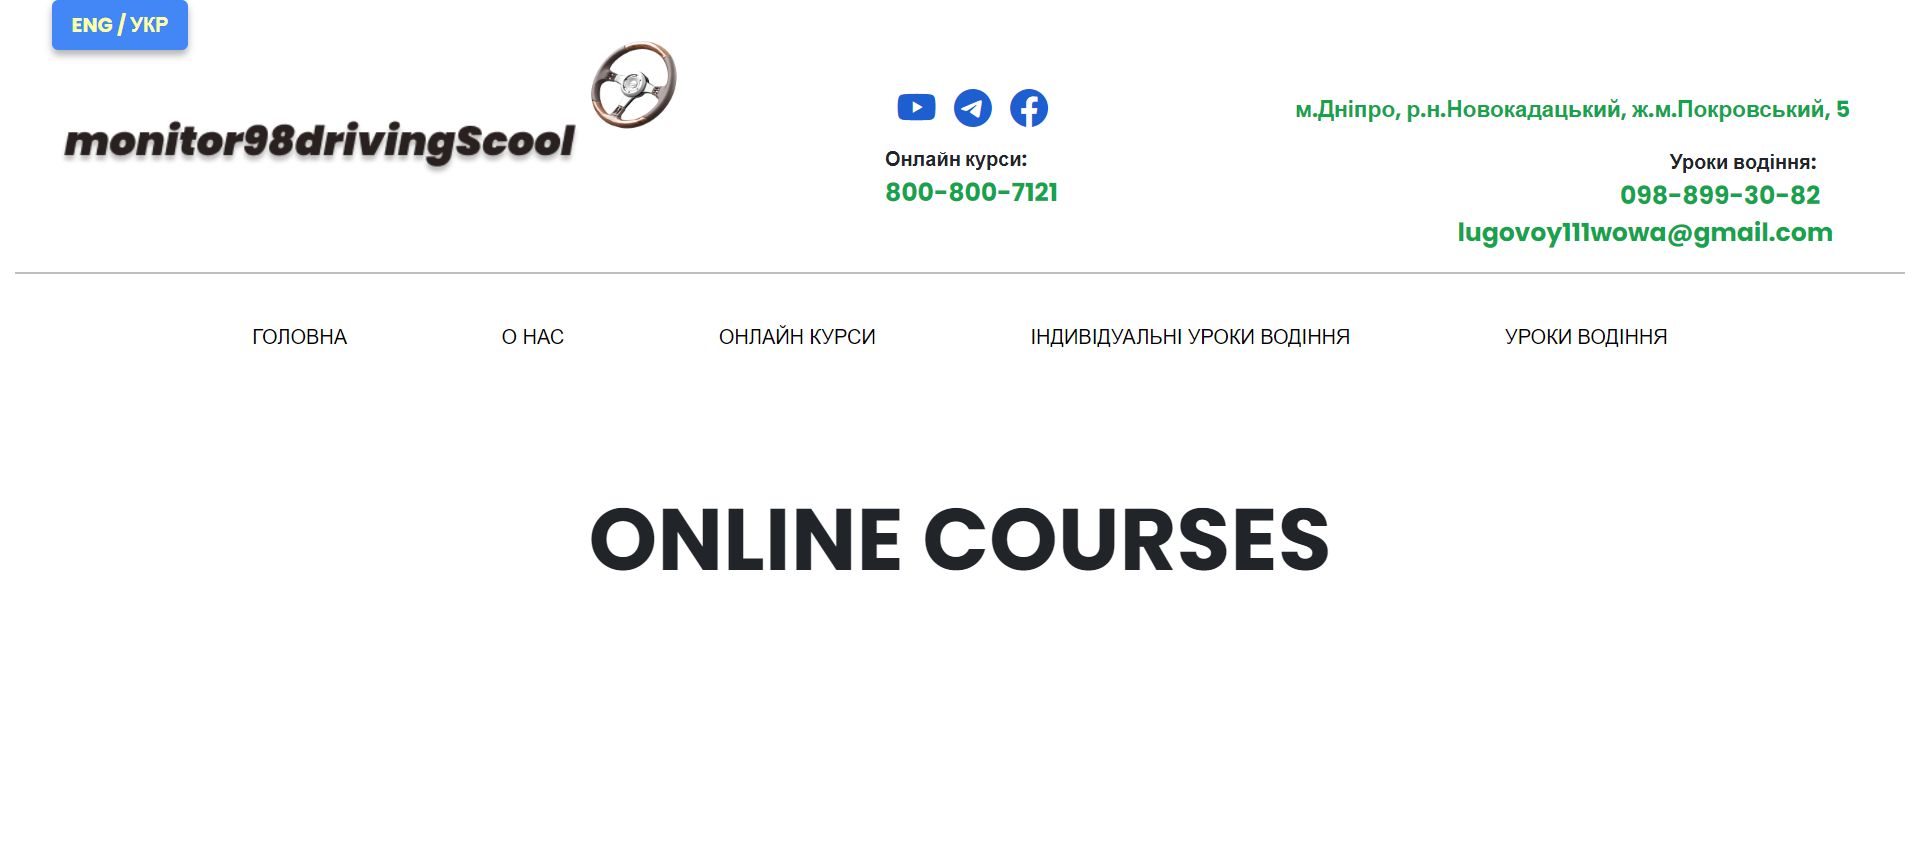 ENG / УКР
monitor98drivingScool
Онлайн курси:
800-800-7121
м.Дніпро, р.н.Новокадацький, ж.м.Покровський, 5
Уроки водіння:
098-899-30-82
lugovoy111wowa@gmail.com
ГОЛОВНА
О НАС
ОНЛАЙН КУРСИ
ІНДИВІДУАЛЬНІ УРОКИ ВОДІННЯ
УРОКИ ВОДІННЯ
ONLINE COURSES